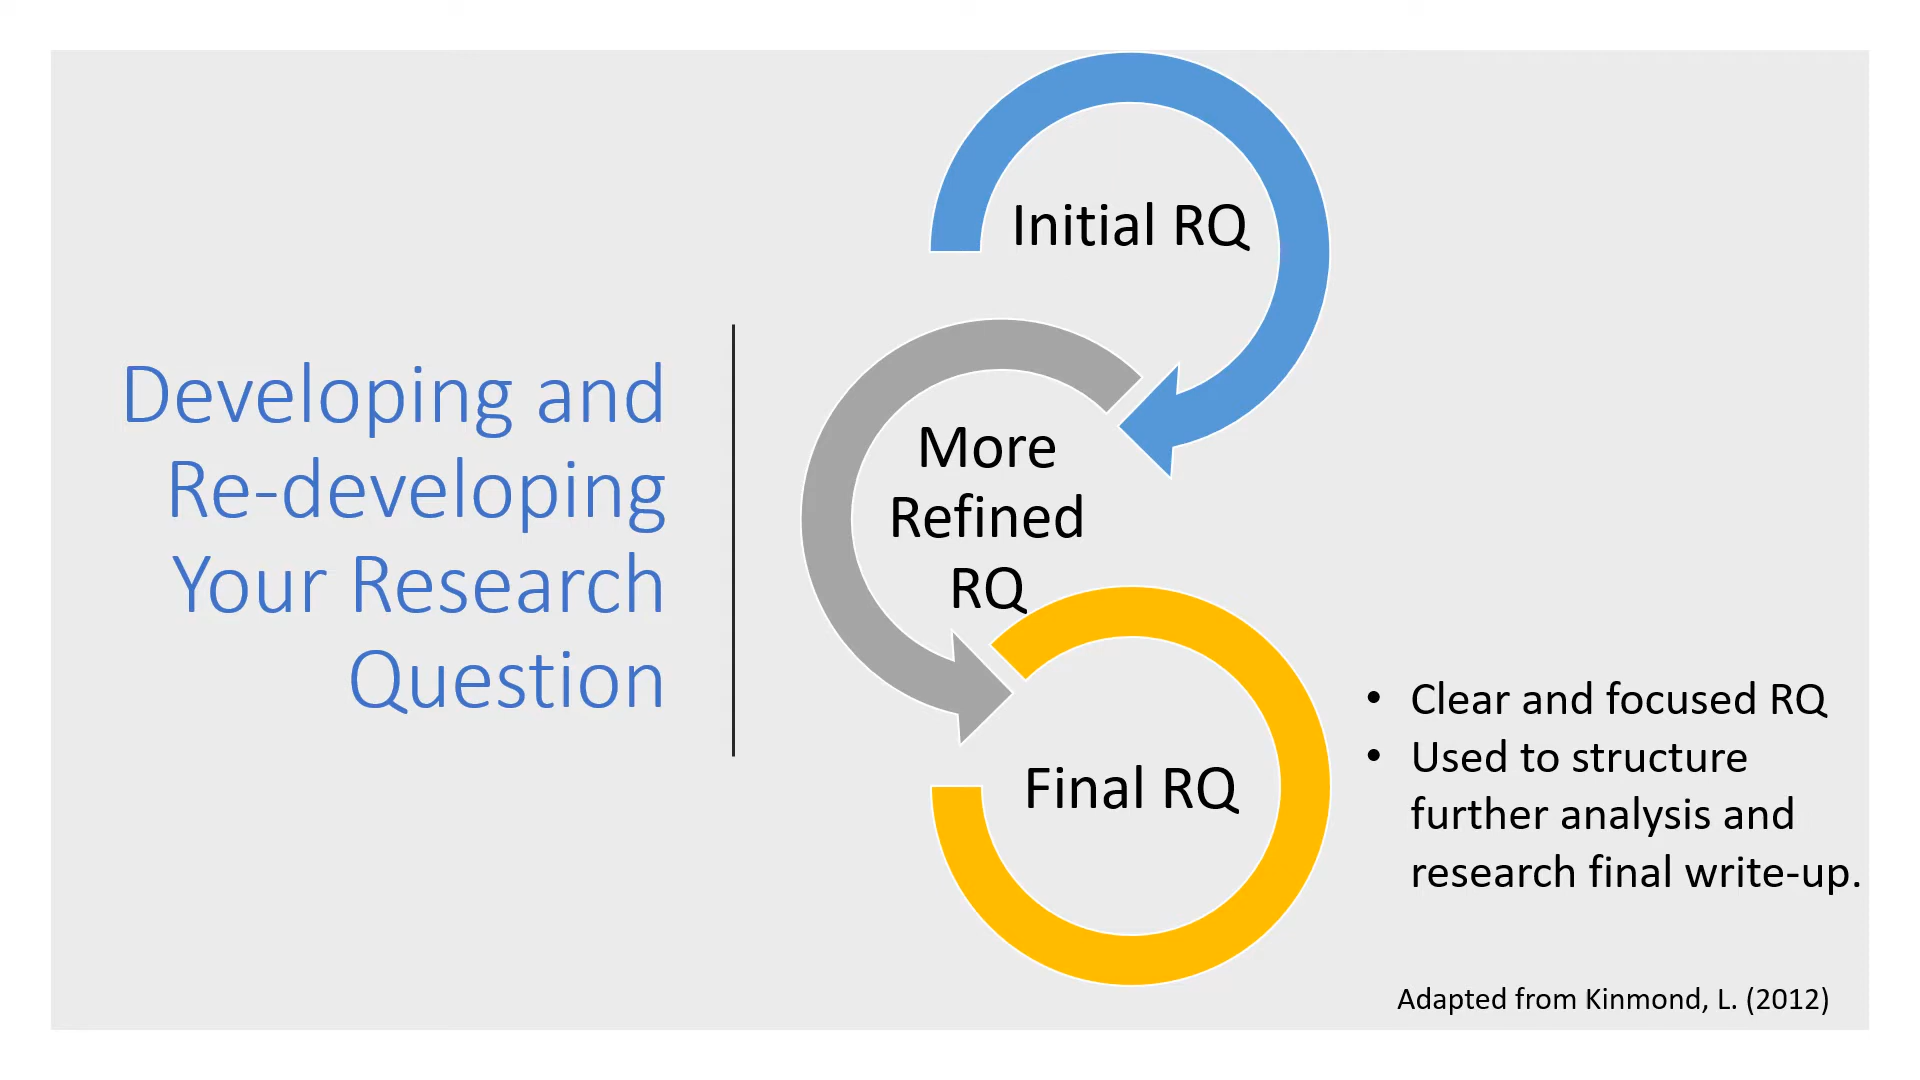 Developing and
Re-developing
Your Research
Question
Initial RQ
More
Refined
RQ
Final RQ
• Clear and focused RQ
• Used to structure
further analysis and
research final write-up.
Adapted from Kinmond, L. (2012)